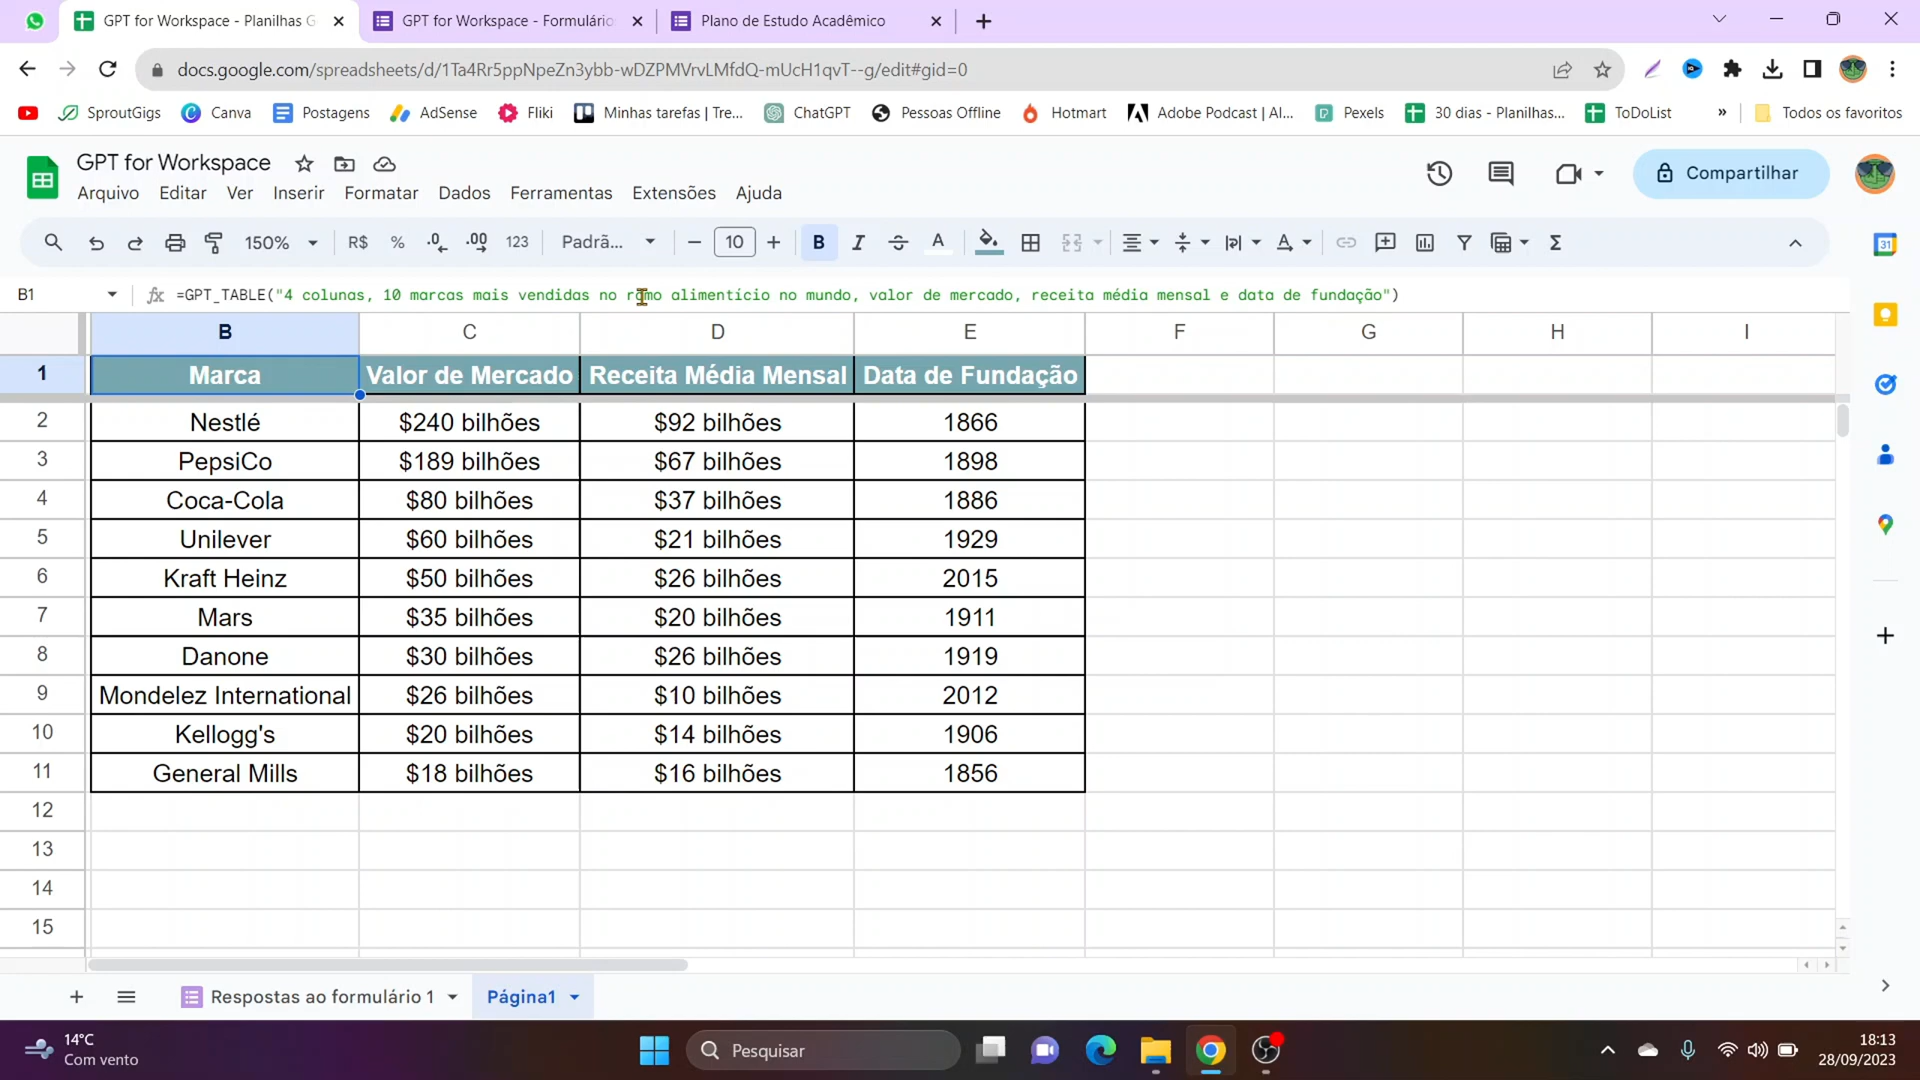 GPT for Workspace - Planilhas G
GPT for Workspace - Formulário
Plano de Estudo Acadêmico
docs.google.com/spreadsheets/d/1Ta4Rr5ppNpeZn3ybb-wDZPMVrvLMfdQ-mUcH1qvT--g/edit#gid=0
SproutGigs
Canva
Postagens
AdSense
Fliki
Minhas tarefas | Tre...
ChatGPT
Pessoas Offline
Hotmart
Adobe Podcast | AI...
Pexels
30 dias - Planilhas...
ToDoList
»
Todos os favoritos
GPT for Workspace
Arquivo Editar Ver Inserir Formatar Dados Ferramentas Extensões Ajuda
Compartilhar
150% R$ % .0 .00 123 Padrã... 10 B I A Σ
31
B1
fx =GPT_TABLE("4 colunas, 10 marcas mais vendidas no ramo alimentício no mundo, valor de mercado, receita média mensal e data de fundação")
B C D E F G H I
1 Marca Valor de Mercado Receita Média Mensal Data de Fundação
2 Nestlé $240 bilhões $92 bilhões 1866
3 PepsiCo $189 bilhões $67 bilhões 1898
4 Coca-Cola $80 bilhões $37 bilhões 1886
5 Unilever $60 bilhões $21 bilhões 1929
6 Kraft Heinz $50 bilhões $26 bilhões 2015
7 Mars $35 bilhões $20 bilhões 1911
8 Danone $30 bilhões $26 bilhões 1919
9 Mondelez International $26 bilhões $10 bilhões 2012
10 Kellogg's $20 bilhões $14 bilhões 1906
11 General Mills $18 bilhões $16 bilhões 1856
12
13
14
15
Respostas ao formulário 1
Página1
14°C
Com vento
Pesquisar
18:13
28/09/2023